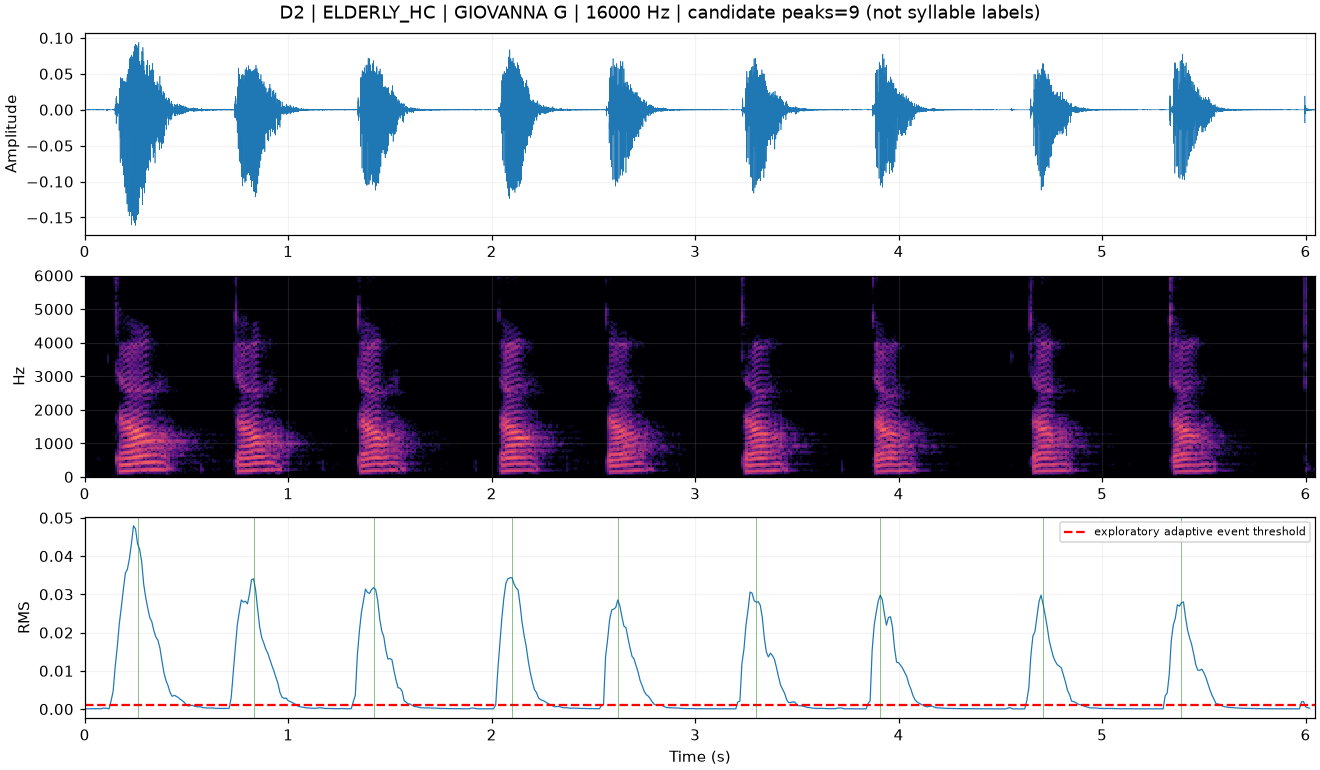 D2 | ELDERLY_HC | GIOVANNA G | 16000 Hz | candidate peaks=9 (not syllable labels)
Amplitude
0.10
0.05
0.00
−0.05
−0.10
−0.15
0 1 2 3 4 5 6
Hz
6000
5000
4000
3000
2000
1000
0
0 1 2 3 4 5 6
RMS
0.05
0.04
0.03
0.02
0.01
0.00
exploratory adaptive event threshold
0 1 2 3 4 5 6
Time (s)